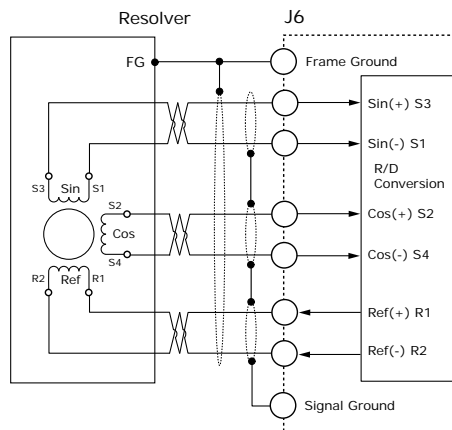 Resolver
J6
FG
Frame Ground
Sin(+) S3
Sin(-) S1
R/D
Conversion
S3 Sin S1
S2
Cos
S4
Cos(+) S2
Cos(-) S4
R2 Ref R1
Ref(+) R1
Ref(-) R2
Signal Ground